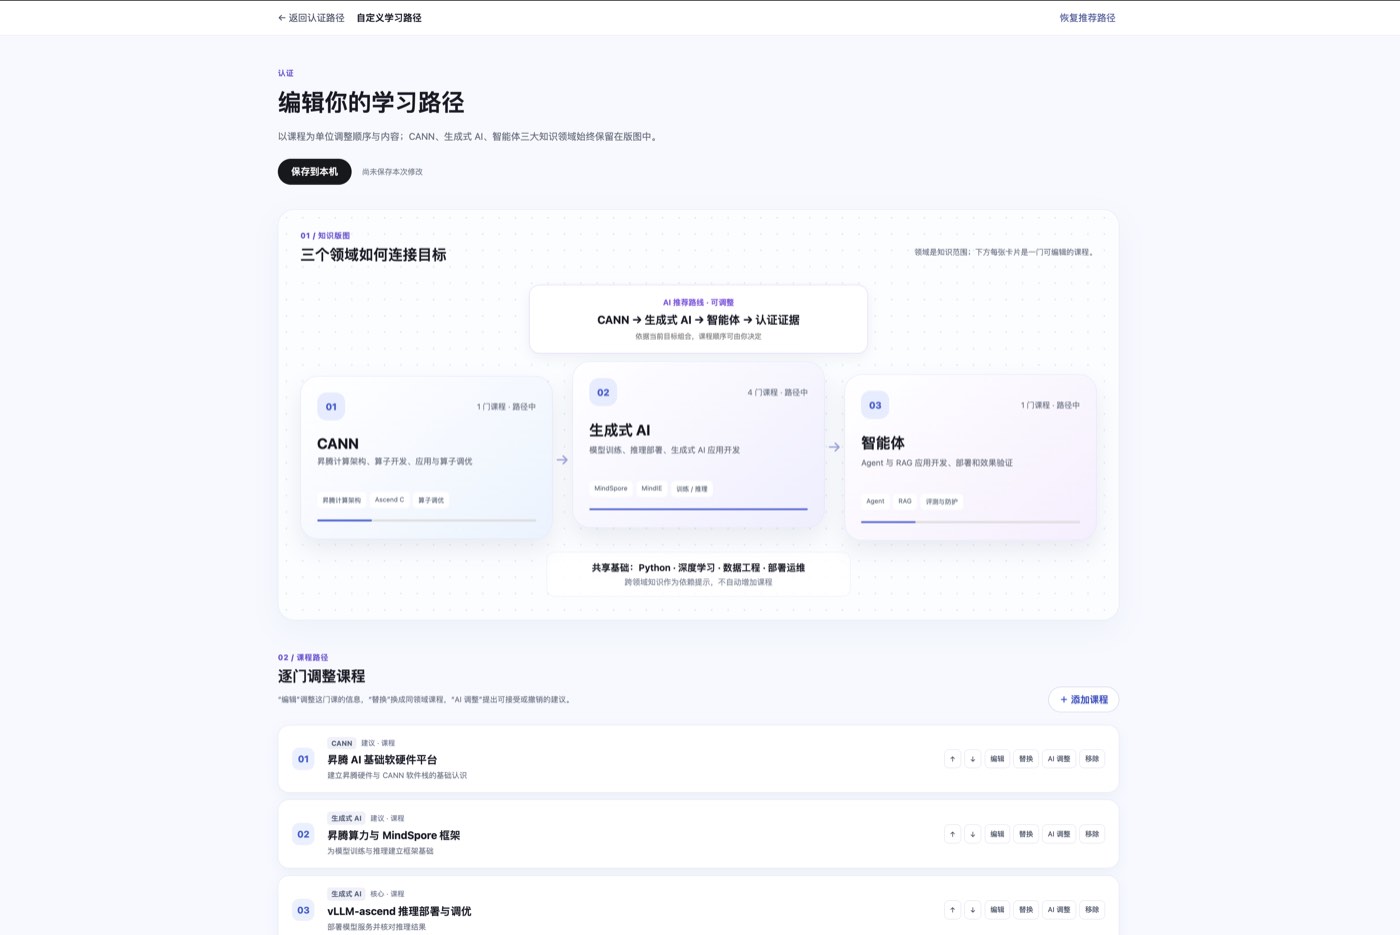 ← 返回认证路径 自定义学习路径 恢复推荐路径
认证
编辑你的学习路径
以课程为单位调整顺序与内容；CANN、生成式 AI、智能体三大知识领域始终保留在版图中。
保存到本机 尚未保存本次修改
01 / 知识版图
三个领域如何连接目标
领域是知识范围；下方每张卡片是一门可编辑的课程。
AI 推荐路线 · 可调整
CANN → 生成式 AI → 智能体 → 认证证据
依据当前目标组合，课程顺序可由你决定
01 1 门课程 · 路径中
CANN
昇腾计算架构、算子开发、应用与算子调优
昇腾计算架构 Ascend C 算子调优
→
02 4 门课程 · 路径中
生成式 AI
模型训练、推理部署、生成式 AI 应用开发
MindSpore MindIE 训练 / 推理
→
03 1 门课程 · 路径中
智能体
Agent 与 RAG 应用开发、部署和效果验证
Agent RAG 评测与防护
共享基础：Python · 深度学习 · 数据工程 · 部署运维
跨领域知识作为依赖提示，不自动增加课程
02 / 课程路径
逐门调整课程
“编辑”调整这门课的信息，“替换”换成同领域课程，“AI 调整”提出可接受或撤销的建议。
+ 添加课程
CANN 建议 · 课程
01 昇腾 AI 基础软硬件平台 ↑ ↓ 编辑 替换 AI 调整 移除
建立昇腾硬件与 CANN 软件栈的基础认识
生成式 AI 建议 · 课程
02 昇腾算力与 MindSpore 框架 ↑ ↓ 编辑 替换 AI 调整 移除
为模型训练与推理建立框架基础
生成式 AI 核心 · 课程
03 vLLM-ascend 推理部署与调优 ↑ ↓ 编辑 替换 AI 调整 移除
部署模型服务并核对推理结果